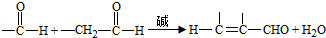 O O
—C—H + —CH₂—C—H 碱→ H—C=C—CHO + H₂O